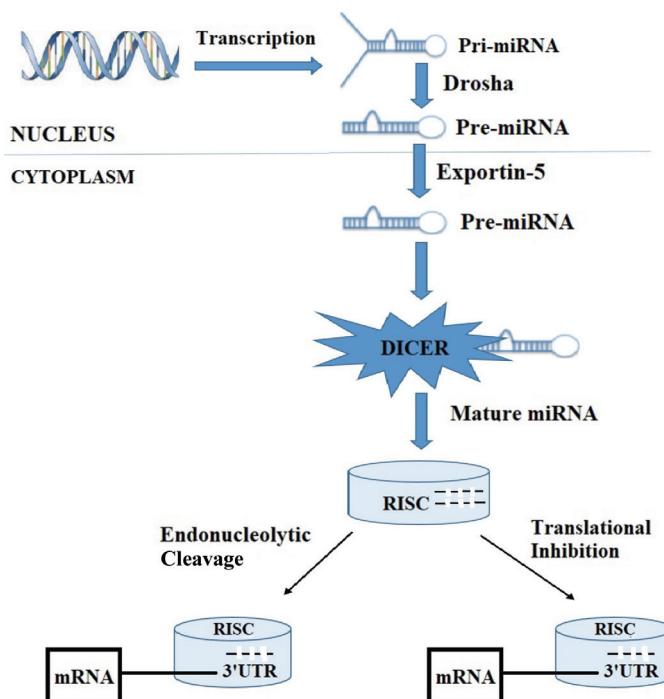 Transcription
Pri-miRNA
Drosha
NUCLEUS
Pre-miRNA
CYTOPLASM
Exportin-5
Pre-miRNA
DICER
Mature miRNA
RISC
Endonucleolytic
Cleavage
Translational
Inhibition
RISC
mRNA
3'UTR
RISC
mRNA
3'UTR